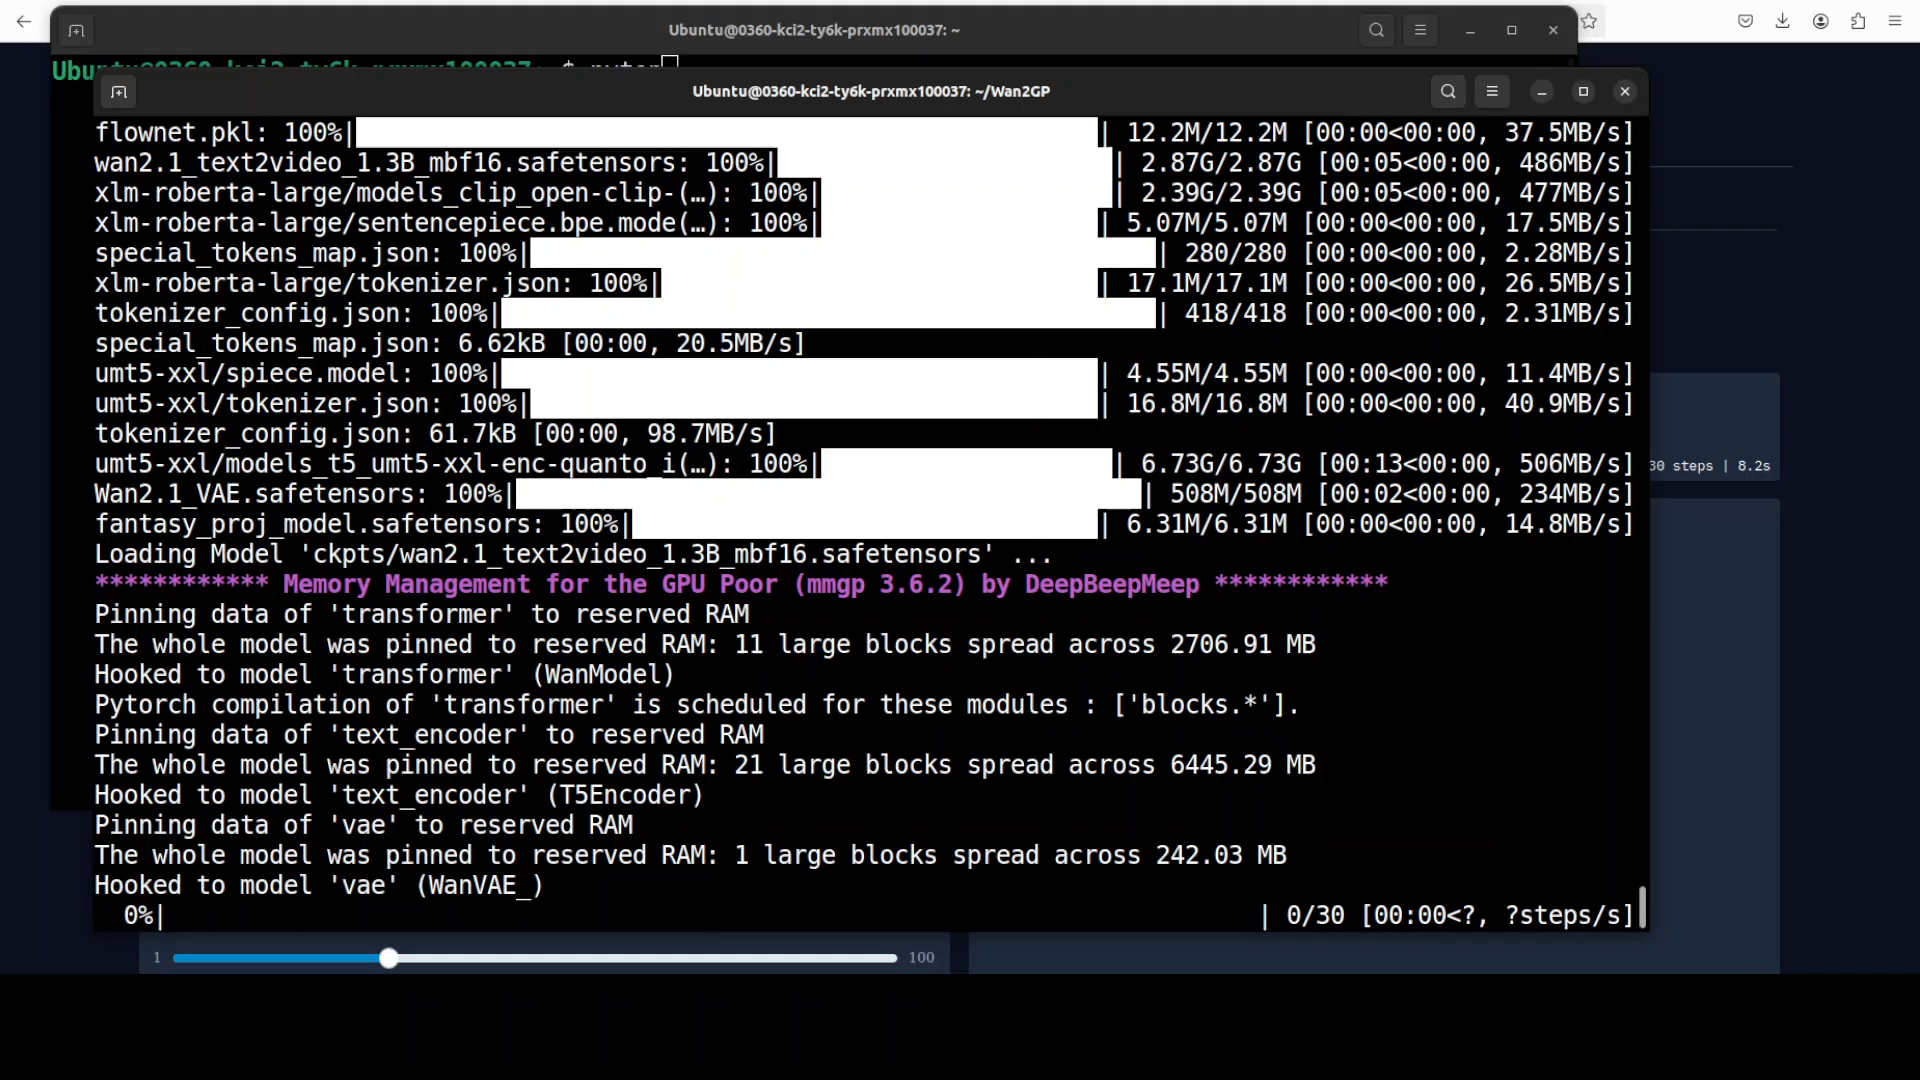 Ubuntu@0360-kci2-ty6k-prxmx100037: ~
Ubuntu@0360-kci2-ty6k-prxmx100037: ~/Wan2GP
flownet.pkl: 100%| | 12.2M/12.2M [00:00<00:00, 37.5MB/s]
wan2.1_text2video_1.3B_mbf16.safetensors: 100%| | 2.87G/2.87G [00:05<00:00, 486MB/s]
xlm-roberta-large/models_clip_open-clip-(…): 100%| | 2.39G/2.39G [00:05<00:00, 477MB/s]
xlm-roberta-large/sentencepiece.bpe.mode(…): 100%| | 5.07M/5.07M [00:00<00:00, 17.5MB/s]
special_tokens_map.json: 100%| | 280/280 [00:00<00:00, 2.28MB/s]
xlm-roberta-large/tokenizer.json: 100%| | 17.1M/17.1M [00:00<00:00, 26.5MB/s]
tokenizer_config.json: 100%| | 418/418 [00:00<00:00, 2.31MB/s]
special_tokens_map.json: 6.62kB [00:00, 20.5MB/s]
umt5-xxl/spiece.model: 100%| | 4.55M/4.55M [00:00<00:00, 11.4MB/s]
umt5-xxl/tokenizer.json: 100%| | 16.8M/16.8M [00:00<00:00, 40.9MB/s]
tokenizer_config.json: 61.7kB [00:00, 98.7MB/s]
umt5-xxl/models_t5_umt5-xxl-enc-quanto_i(…): 100%| | 6.73G/6.73G [00:13<00:00, 506MB/s]
30 steps | 8.2s
Wan2.1_VAE.safetensors: 100%| | 508M/508M [00:02<00:00, 234MB/s]
fantasy_proj_model.safetensors: 100%| | 6.31M/6.31M [00:00<00:00, 14.8MB/s]
Loading Model 'ckpts/wan2.1_text2video_1.3B_mbf16.safetensors' ...
************ Memory Management for the GPU Poor (mmgp 3.6.2) by DeepBeepMeep ************
Pinning data of 'transformer' to reserved RAM
The whole model was pinned to reserved RAM: 11 large blocks spread across 2706.91 MB
Hooked to model 'transformer' (WanModel)
Pytorch compilation of 'transformer' is scheduled for these modules : ['blocks.*'].
Pinning data of 'text_encoder' to reserved RAM
The whole model was pinned to reserved RAM: 21 large blocks spread across 6445.29 MB
Hooked to model 'text_encoder' (T5Encoder)
Pinning data of 'vae' to reserved RAM
The whole model was pinned to reserved RAM: 1 large blocks spread across 242.03 MB
Hooked to model 'vae' (WanVAE_)
0%| | 0/30 [00:00<?, ?steps/s]
1 100